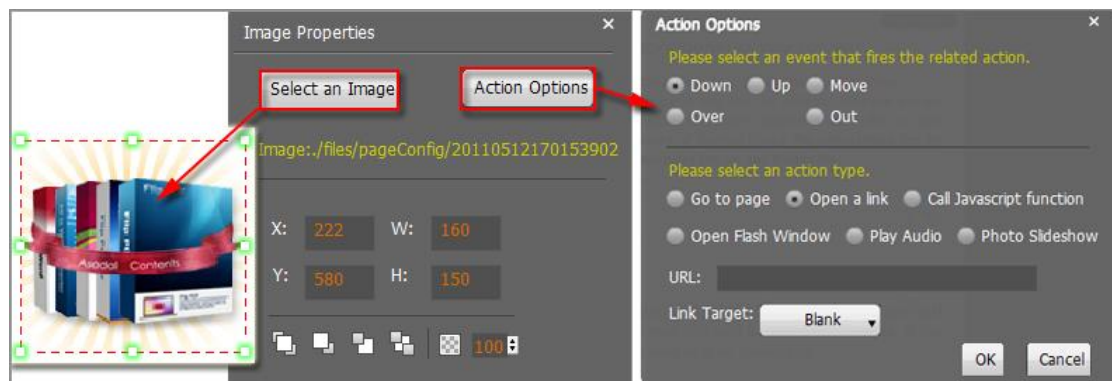 Image Properties
×
Select an Image
Action Options
Image:./files/pageConfig/20110512170153902
X: 222 W: 160
Y: 580 H: 150
100
Asodal Contents
Action Options
×
Please select an event that fires the related action.
Down Up Move
Over Out
Please select an action type.
Go to page Open a link Call Javascript function
Open Flash Window Play Audio Photo Slideshow
URL:
Link Target: Blank
OK Cancel